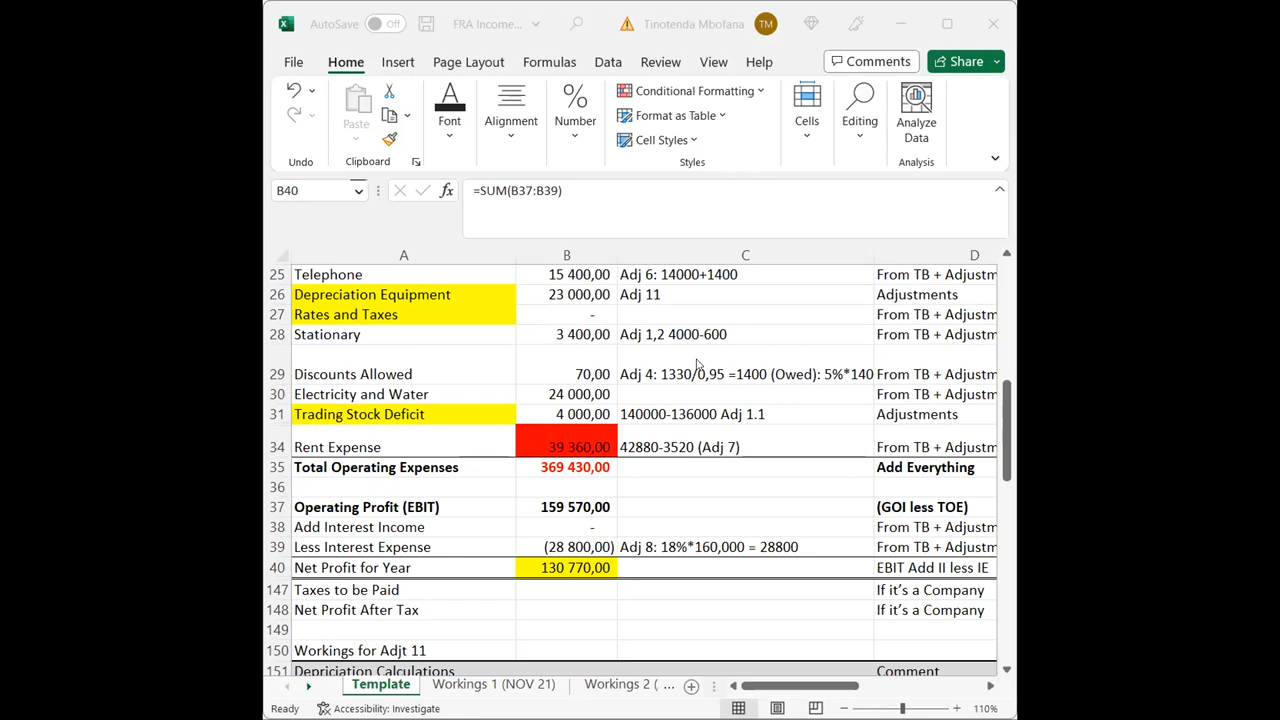 AutoSave Off FRA Income... Tinotenda Mbofana TM
File Home Insert Page Layout Formulas Data Review View Help Comments Share
Paste Font Alignment Number Conditional Formatting Format as Table Cell Styles Cells Editing Analyze Data
Undo Clipboard Styles Analysis
B40 fx =SUM(B37:B39)
A B C D
25 Telephone 15 400,00 Adj 6: 14000+1400 From TB + Adjustm
26 Depreciation Equipment 23 000,00 Adj 11 Adjustments
27 Rates and Taxes - From TB + Adjustm
28 Stationary 3 400,00 Adj 1,2 4000-600 From TB + Adjustm
29 Discounts Allowed 70,00 Adj 4: 1330/0,95 =1400 (Owed): 5%*140 From TB + Adjustm
30 Electricity and Water 24 000,00 From TB + Adjustm
31 Trading Stock Deficit 4 000,00 140000-136000 Adj 1.1 Adjustments
34 Rent Expense 39 360,00 42880-3520 (Adj 7) From TB + Adjustm
35 Total Operating Expenses 369 430,00 Add Everything
36
37 Operating Profit (EBIT) 159 570,00 (GOI less TOE)
38 Add Interest Income - From TB + Adjustm
39 Less Interest Expense (28 800,00) Adj 8: 18%*160,000 = 28800 From TB + Adjustm
40 Net Profit for Year 130 770,00 EBIT Add II less IE
147 Taxes to be Paid If it's a Company
148 Net Profit After Tax If it's a Company
149
150 Workings for Adjt 11
151 Depriciation Calculations Comment
Template Workings 1 (NOV 21) Workings 2 ( ...
Ready Accessibility: Investigate 110%